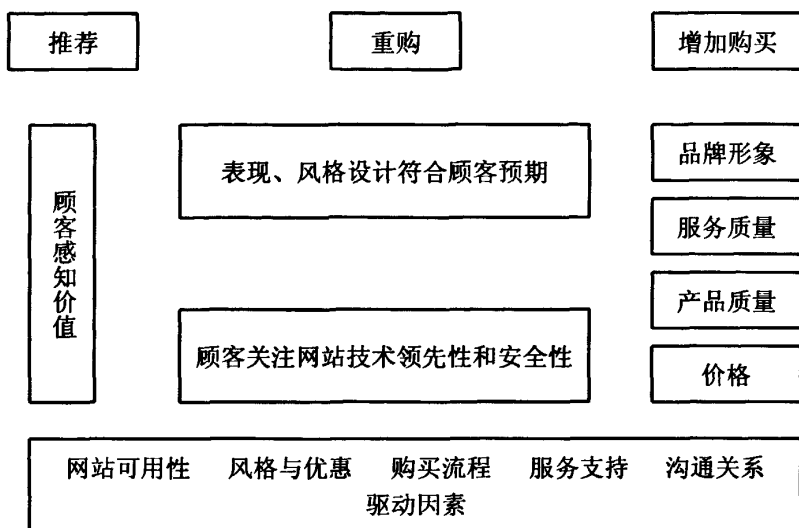 推荐
重购
增加购买
顾客感知价值
表现、风格设计符合顾客预期
顾客关注网站技术领先性和安全性
品牌形象
服务质量
产品质量
价格
网站可用性 风格与优惠 购买流程 服务支持 沟通关系
驱动因素